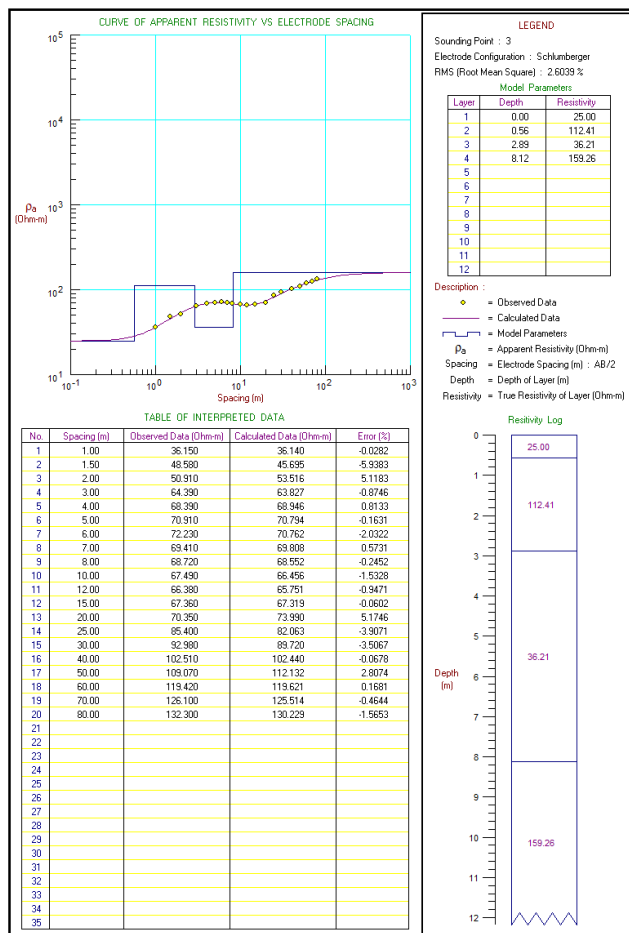 CURVE OF APPARENT RESISTIVITY VS ELECTRODE SPACING
10^5
10^4
10^3
10^2
10^1
ρa
(Ohm-m)
10^-1 10^0 10^1 10^2 10^3
Spacing (m)
TABLE OF INTERPRETED DATA
No. Spacing (m) Observed Data (Ohm-m) Calculated Data (Ohm-m) Error (%)
1 1.00 36.150 36.140 -0.0282
2 1.50 48.580 45.695 -5.9383
3 2.00 50.910 53.516 5.1183
4 3.00 64.390 63.827 -0.8746
5 4.00 68.390 68.946 0.8133
6 5.00 70.910 70.794 -0.1631
7 6.00 72.230 70.762 -2.0322
8 7.00 69.410 69.808 0.5731
9 8.00 68.720 68.552 -0.2452
10 10.00 67.490 66.456 -1.5328
11 12.00 66.380 65.751 -0.9471
12 15.00 67.360 67.319 -0.0602
13 20.00 70.350 73.990 5.1746
14 25.00 85.400 82.063 -3.9071
15 30.00 92.980 89.720 -3.5067
16 40.00 102.510 102.440 -0.0678
17 50.00 109.070 112.132 2.8074
18 60.00 119.420 119.621 0.1681
19 70.00 126.100 125.514 -0.4644
20 80.00 132.300 130.229 -1.5653
21
22
23
24
25
26
27
28
29
30
31
32
33
34
35
LEGEND
Sounding Point : 3
Electrode Configuration : Schlumberger
RMS (Root Mean Square) : 2.6039 %
Model Parameters
Layer Depth Resistivity
1 0.00 25.00
2 0.56 112.41
3 2.89 36.21
4 8.12 159.26
5
6
7
8
9
10
11
12
Description :
= Observed Data
= Calculated Data
= Model Parameters
ρa = Apparent Resistivity (Ohm-m)
Spacing = Electrode Spacing (m) : AB/2
Depth = Depth of Layer (m)
Resistivity = True Resistivity of Layer (Ohm-m)
Resitivity Log
0
25.00
1
112.41
2
3
4
5
36.21
Depth
(m)
6
7
8
9
10
159.26
11
12